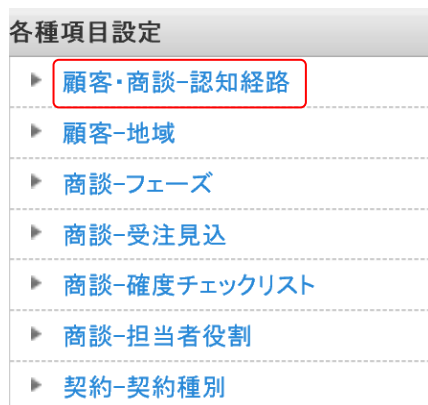 各種項目設定
顧客・商談-認知経路
顧客-地域
商談-フェーズ
商談-受注見込
商談-確度チェックリスト
商談-担当者役割
契約-契約種別